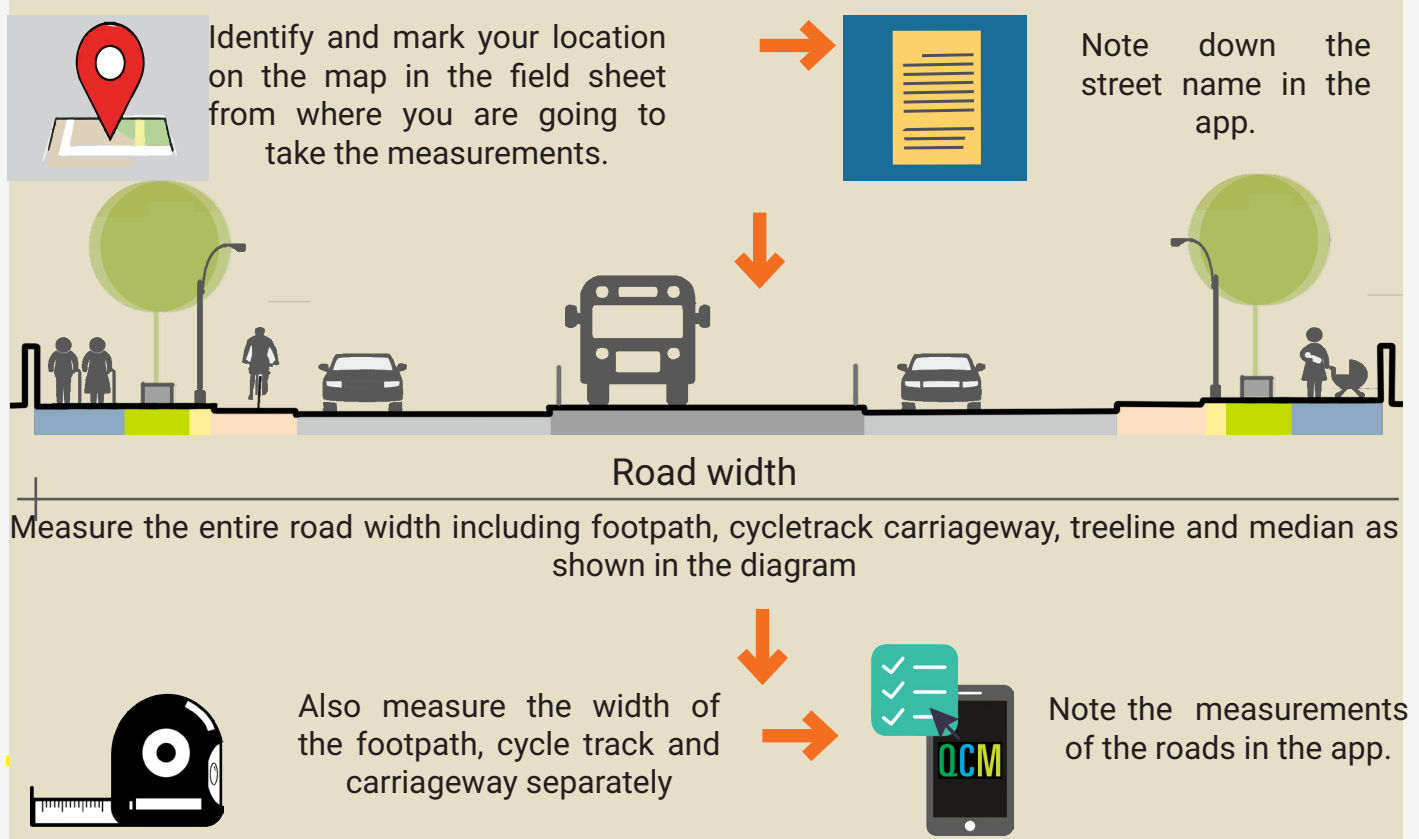 Identify and mark your location
on the map in the field sheet
from where you are going to
take the measurements.
Note down the
street name in the
app.
Road width
Measure the entire road width including footpath, cycletrack carriageway, treeline and median as
shown in the diagram
Also measure the width of
the footpath, cycle track and
carriageway separately
QCM
Note the measurements
of the roads in the app.